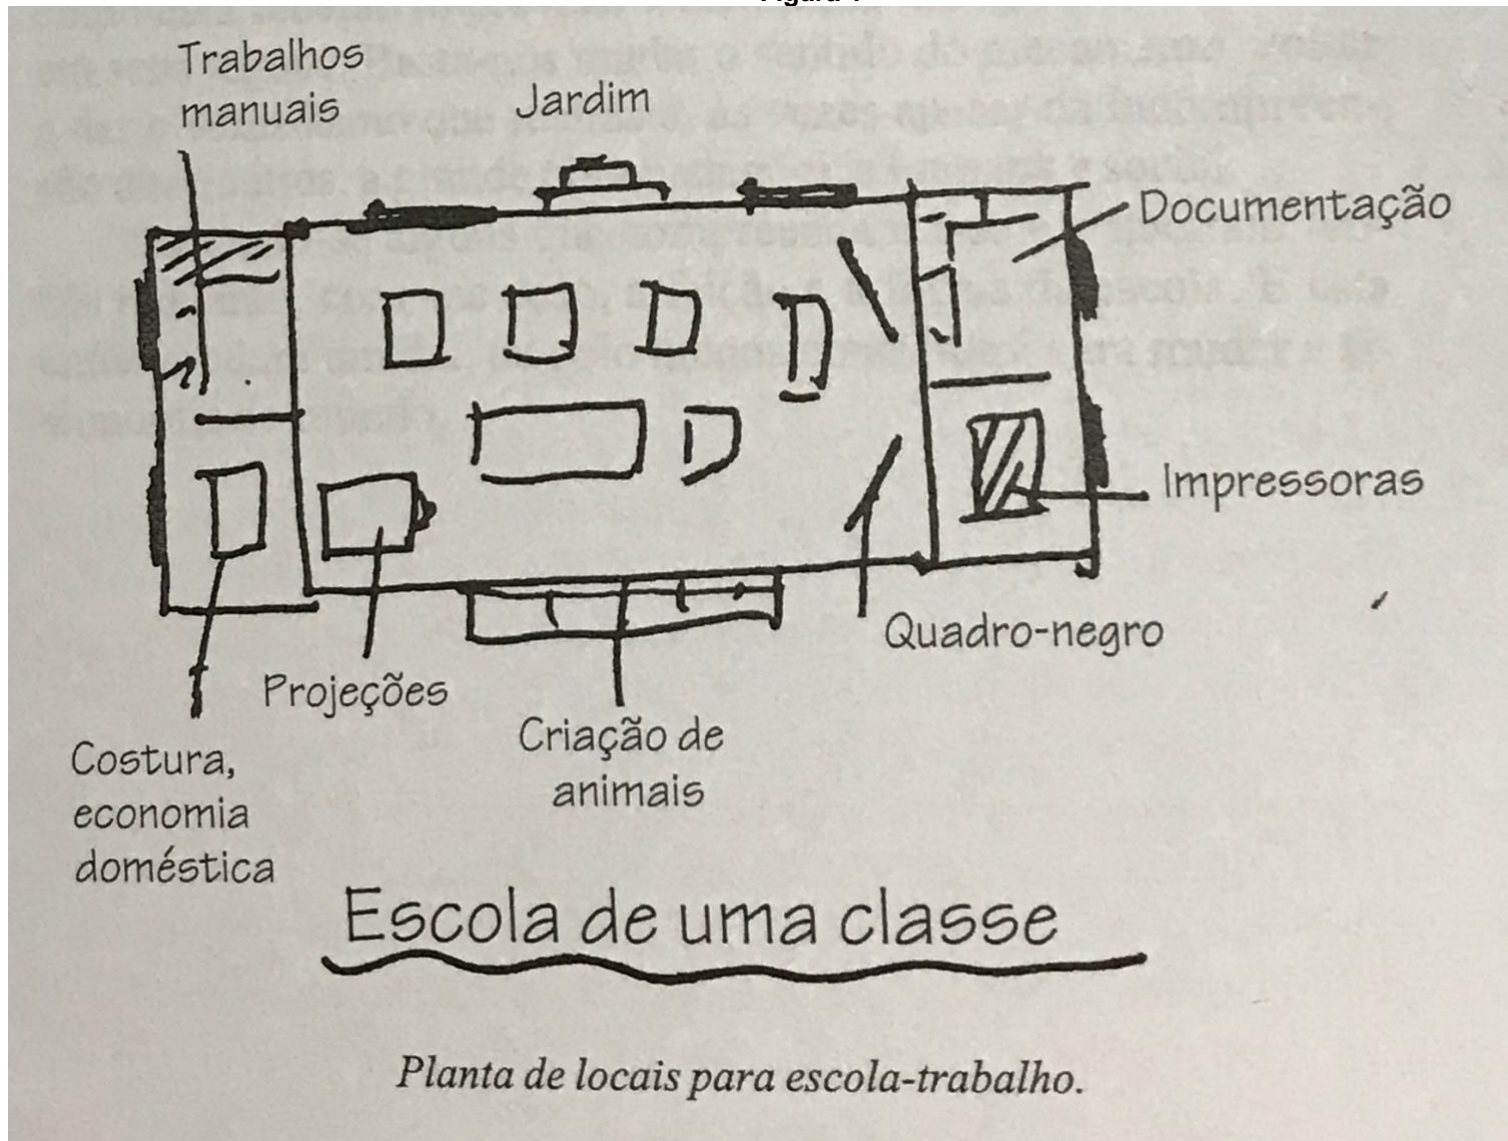 Trabalhos
manuais
Jardim
Documentação
Impressoras
Quadro-negro
Projeções
Criação de
animais
Costura,
economia
doméstica
Escola de uma classe
Planta de locais para escola-trabalho.